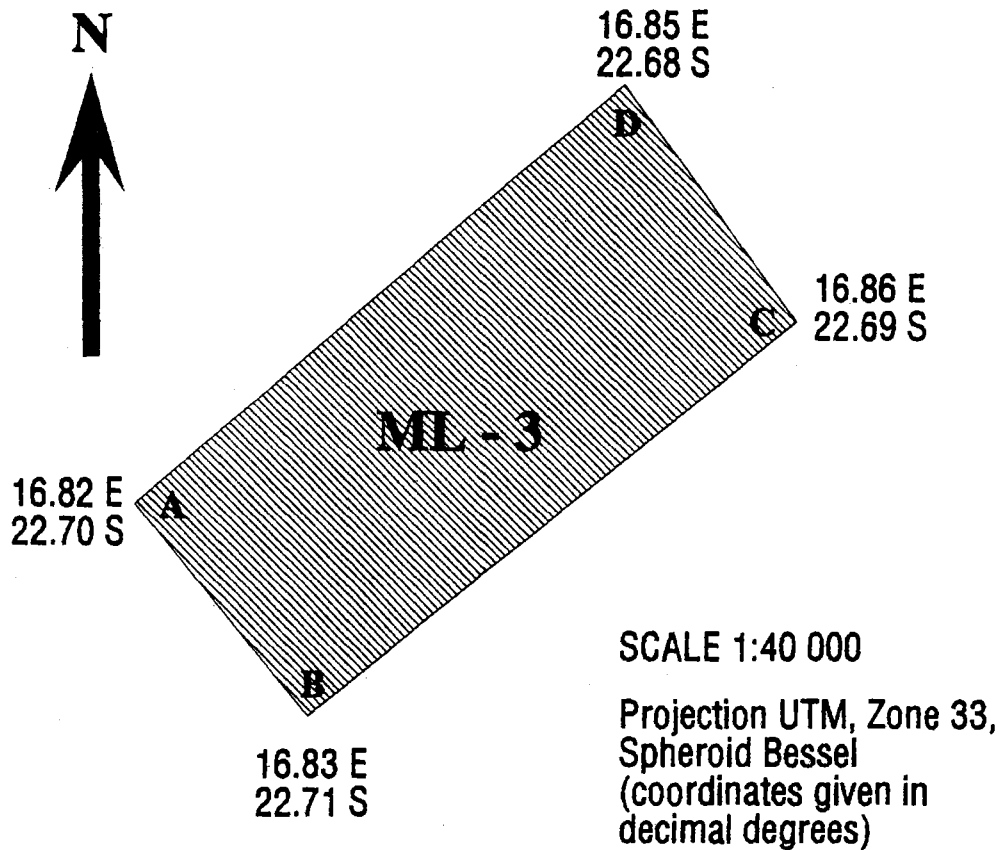 N
16.85 E
22.68 S
D
16.86 E
22.69 S
C
ML - 3
16.82 E
22.70 S
A
B
16.83 E
22.71 S
SCALE 1:40 000
Projection UTM, Zone 33,
Spheroid Bessel
(coordinates given in
decimal degrees)